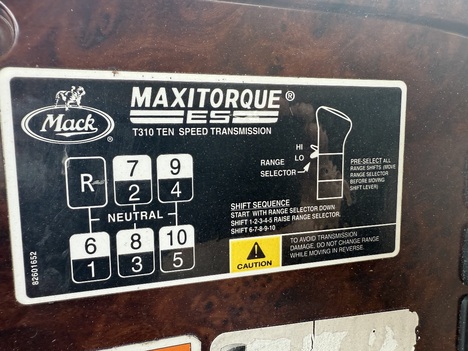 Mack®
MAXITORQUE®
ES
T310 TEN SPEED TRANSMISSION
R 7 9
2 4
NEUTRAL
6 8 10
1 3 5
HI
LO
RANGE
SELECTOR
PRE-SELECT ALL
RANGE SHIFTS (MOVE
RANGE SELECTOR
BEFORE MOVING
SHIFT LEVER)
SHIFT SEQUENCE
START WITH RANGE SELECTOR DOWN.
SHIFT 1-2-3-4-5 RAISE RANGE SELECTOR.
SHIFT 6-7-8-9-10
CAUTION
TO AVOID TRANSMISSION
DAMAGE, DO NOT CHANGE RANGE
WHILE MOVING IN REVERSE.
82601652